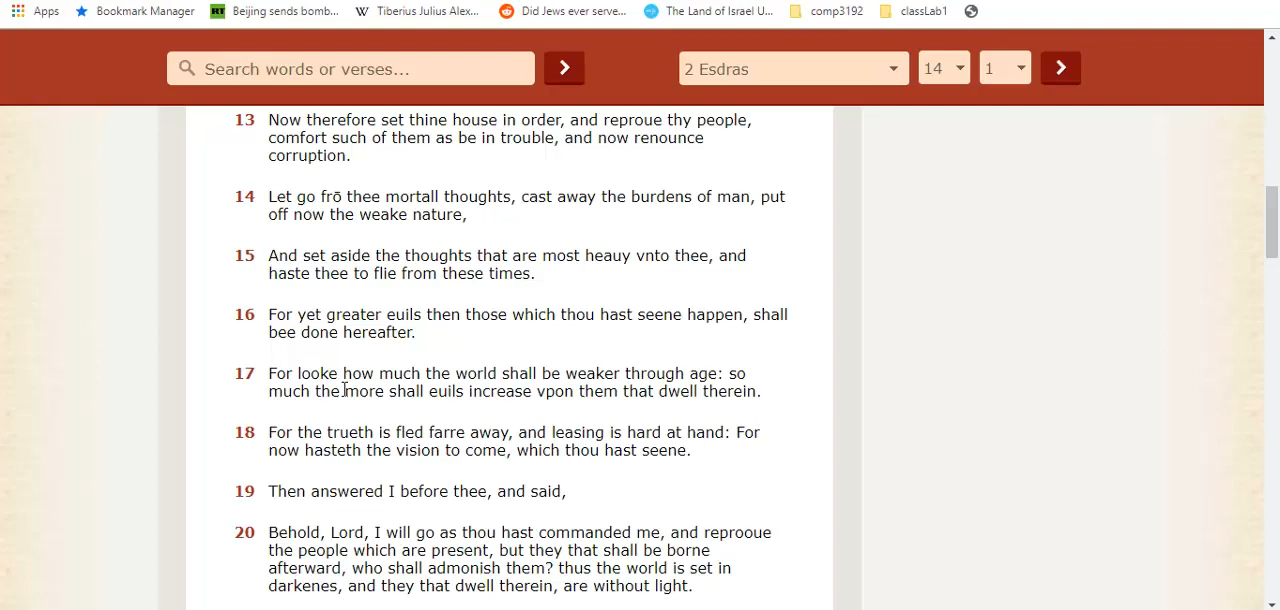 Apps Bookmark Manager RT Beijing sends bomb... W Tiberius Julius Alex... Did Jews ever serve... The Land of Israel U... comp3192 classLab1
Search words or verses... 2 Esdras 14 1
13 Now therefore set thine house in order, and reproue thy people,
comfort such of them as be in trouble, and now renounce
corruption.
14 Let go frō thee mortall thoughts, cast away the burdens of man, put
off now the weake nature,
15 And set aside the thoughts that are most heauy vnto thee, and
haste thee to flie from these times.
16 For yet greater euils then those which thou hast seene happen, shall
bee done hereafter.
17 For looke how much the world shall be weaker through age: so
much the more shall euils increase vpon them that dwell therein.
18 For the trueth is fled farre away, and leasing is hard at hand: For
now hasteth the vision to come, which thou hast seene.
19 Then answered I before thee, and said,
20 Behold, Lord, I will go as thou hast commanded me, and reprooue
the people which are present, but they that shall be borne
afterward, who shall admonish them? thus the world is set in
darkenes, and they that dwell therein, are without light.